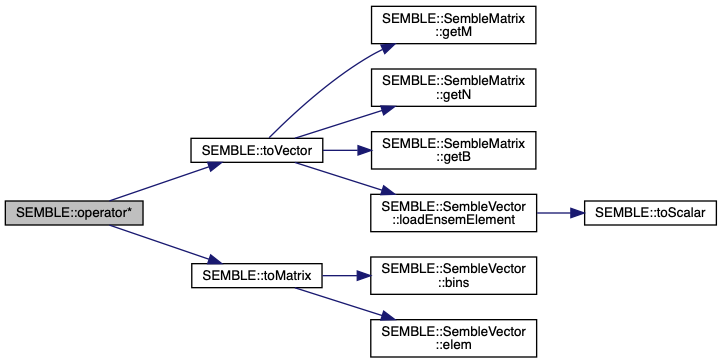 SEMBLE::SembleMatrix
::getM
SEMBLE::SembleMatrix
::getN
SEMBLE::toVector
SEMBLE::SembleMatrix
::getB
SEMBLE::operator*
SEMBLE::SembleVector
::loadEnsemElement
SEMBLE::toScalar
SEMBLE::toMatrix
SEMBLE::SembleVector
::bins
SEMBLE::SembleVector
::elem